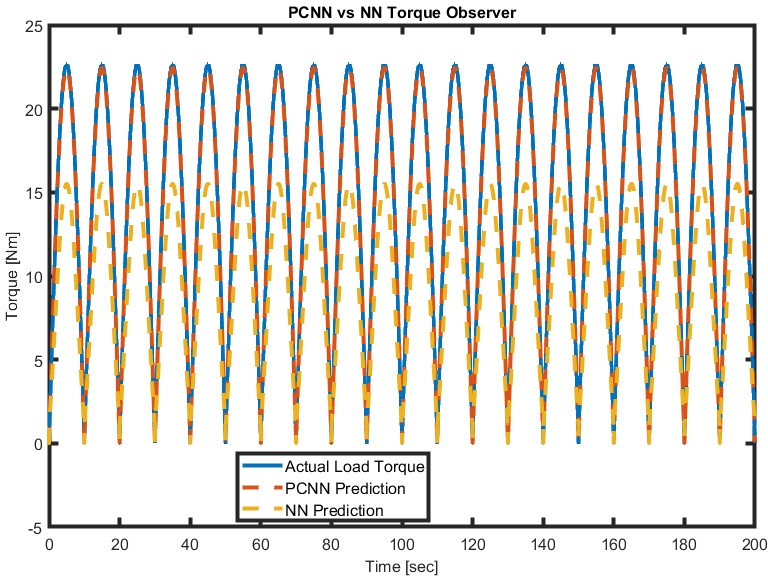 PCNN vs NN Torque Observer
25
20
15
10
5
0
-5
Torque [Nm]
Actual Load Torque
PCNN Prediction
NN Prediction
0 20 40 60 80 100 120 140 160 180 200
Time [sec]